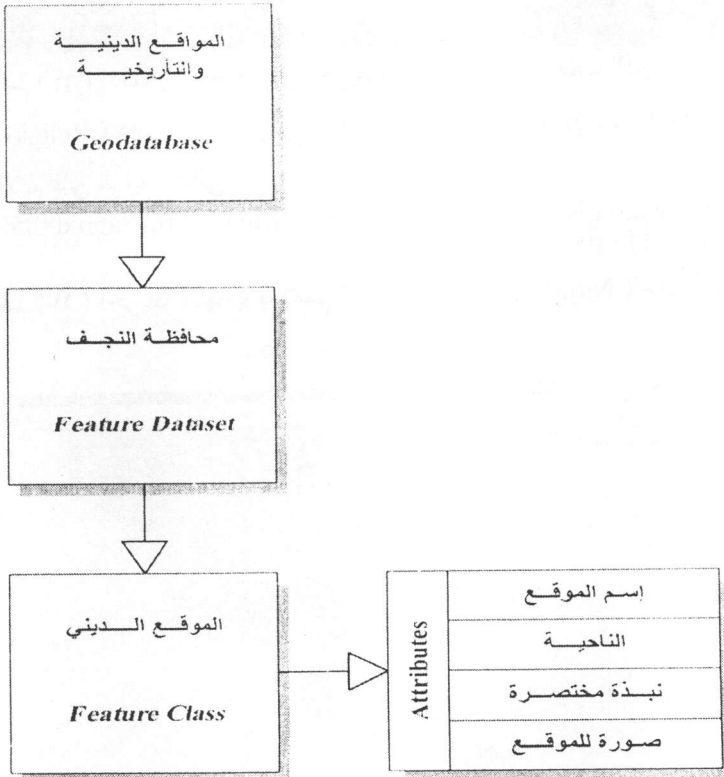 المواقع الدينية
وانتأريخية
Geodatabase
محافظة النجف
Feature Dataset
الموقع الديني
Feature Class
Attributes
إسم الموقع
الناحية
نبذة مختصرة
صورة للموقع